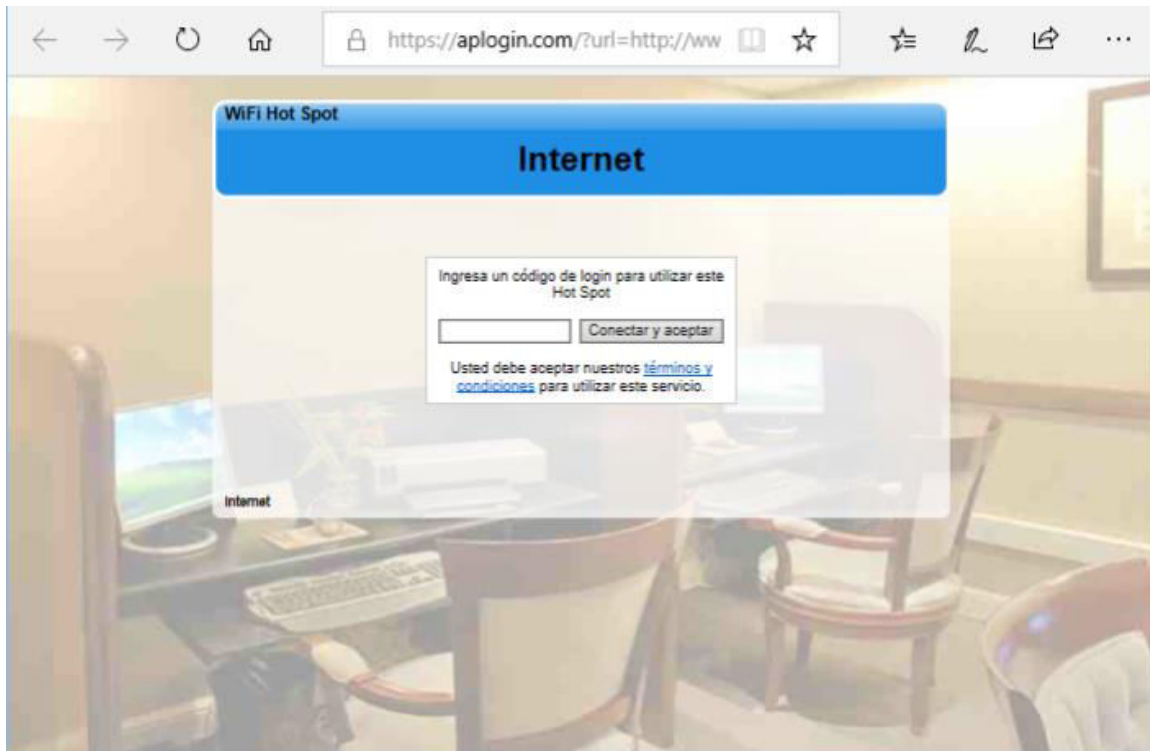 https://aplogin.com/?url=http://ww
WiFi Hot Spot
Internet
Ingresa un código de login para utilizar este
Hot Spot
Conectar y aceptar
Usted debe aceptar nuestros términos y
condiciones para utilizar este servicio.
Internet